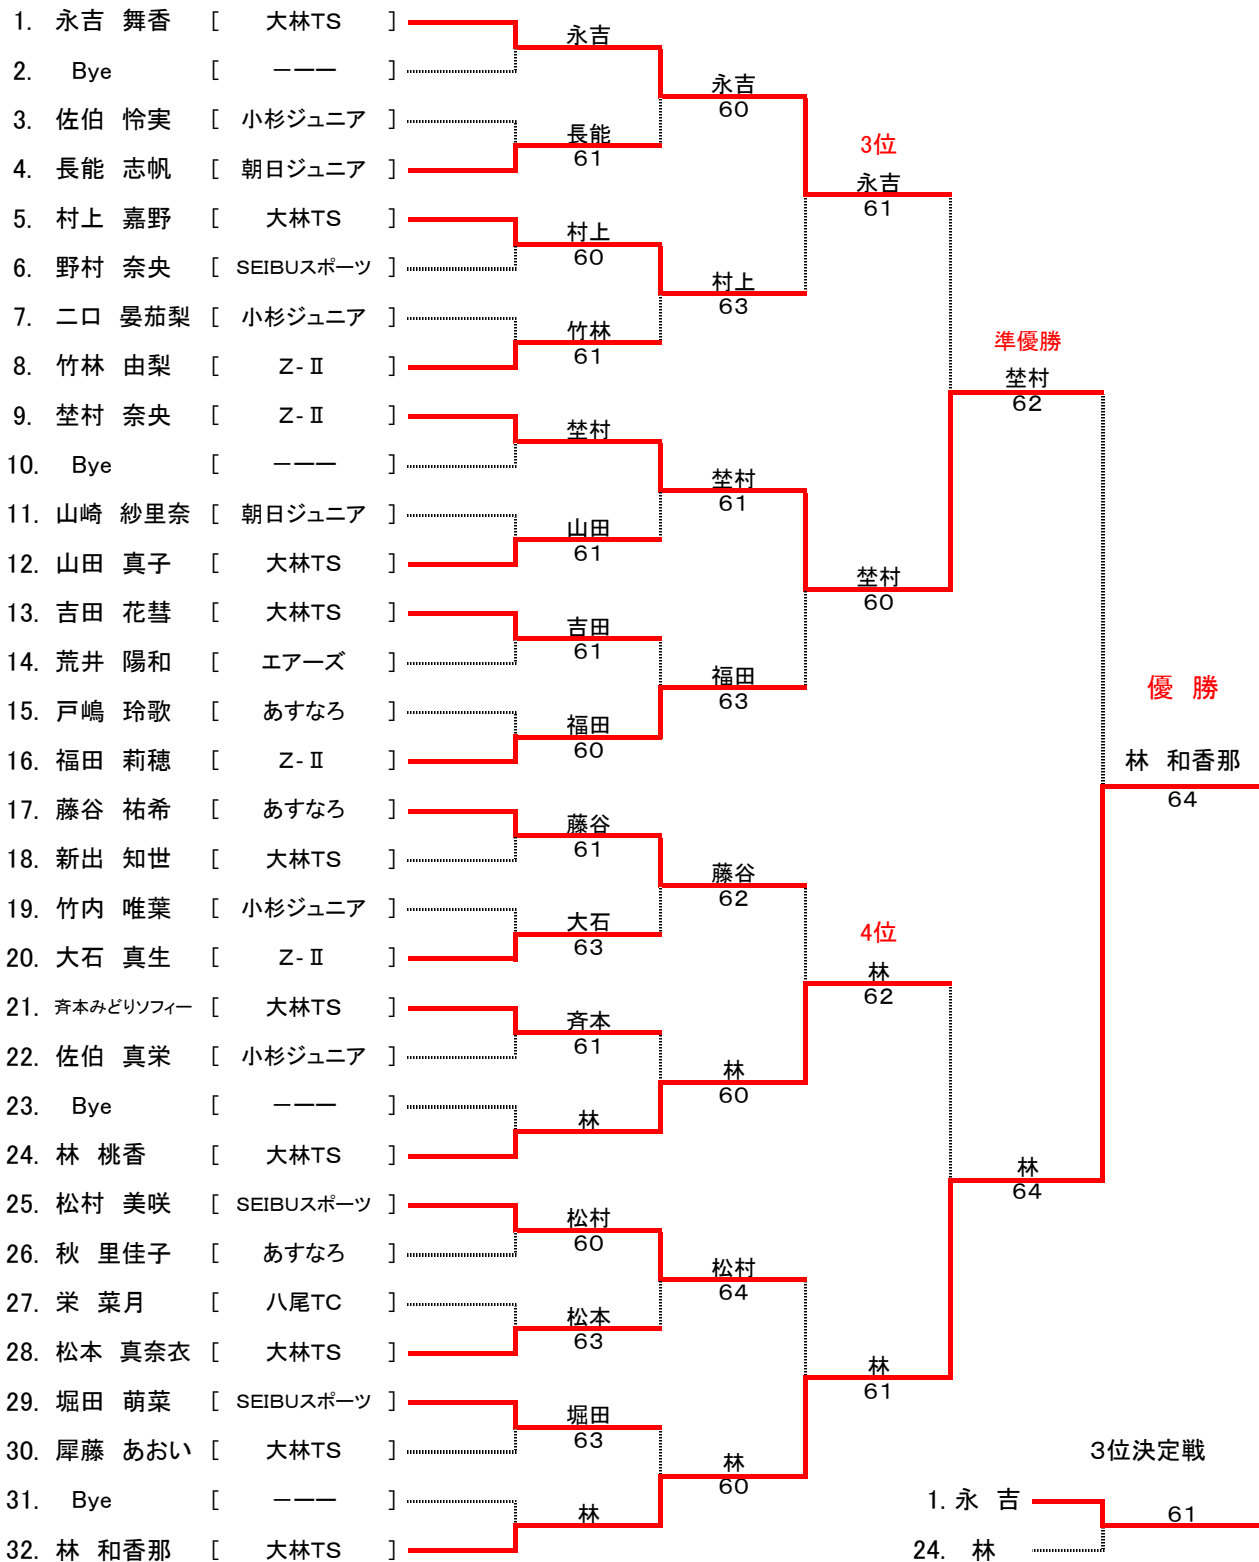 1. 永吉 舞香 [ 大林TS ]
2. Bye [ ーーー ]
3. 佐伯 怜実 [ 小杉ジュニア ]
4. 長能 志帆 [ 朝日ジュニア ]
5. 村上 嘉野 [ 大林TS ]
6. 野村 奈央 [ SEIBUスポーツ ]
7. 二口 晏茄梨 [ 小杉ジュニア ]
8. 竹林 由梨 [ Z-Ⅱ ]
9. 埜村 奈央 [ Z-Ⅱ ]
10. Bye [ ーーー ]
11. 山崎 紗里奈 [ 朝日ジュニア ]
12. 山田 真子 [ 大林TS ]
13. 吉田 花彗 [ 大林TS ]
14. 荒井 陽和 [ エアーズ ]
15. 戸嶋 玲歌 [ あすなろ ]
16. 福田 莉穂 [ Z-Ⅱ ]
17. 藤谷 祐希 [ あすなろ ]
18. 新出 知世 [ 大林TS ]
19. 竹内 唯葉 [ 小杉ジュニア ]
20. 大石 真生 [ Z-Ⅱ ]
21. 斉本みどりソフィー [ 大林TS ]
22. 佐伯 真栄 [ 小杉ジュニア ]
23. Bye [ ーーー ]
24. 林 桃香 [ 大林TS ]
25. 松村 美咲 [ SEIBUスポーツ ]
26. 秋 里佳子 [ あすなろ ]
27. 栄 菜月 [ 八尾TC ]
28. 松本 真奈衣 [ 大林TS ]
29. 堀田 萌菜 [ SEIBUスポーツ ]
30. 犀藤 あおい [ 大林TS ]
31. Bye [ ーーー ]
32. 林 和香那 [ 大林TS ]
永吉
長能
61
村上
60
竹林
61
埜村
山田
61
吉田
61
福田
60
藤谷
61
大石
63
斉本
61
林
松村
60
松本
63
堀田
63
林
永吉
60
村上
63
埜村
61
福田
63
藤谷
62
林
60
松村
64
林
60
3位
永吉
61
埜村
60
4位
林
62
林
61
準優勝
埜村
62
林
64
優 勝
林 和香那
64
3位決定戦
1. 永 吉
61
24. 林